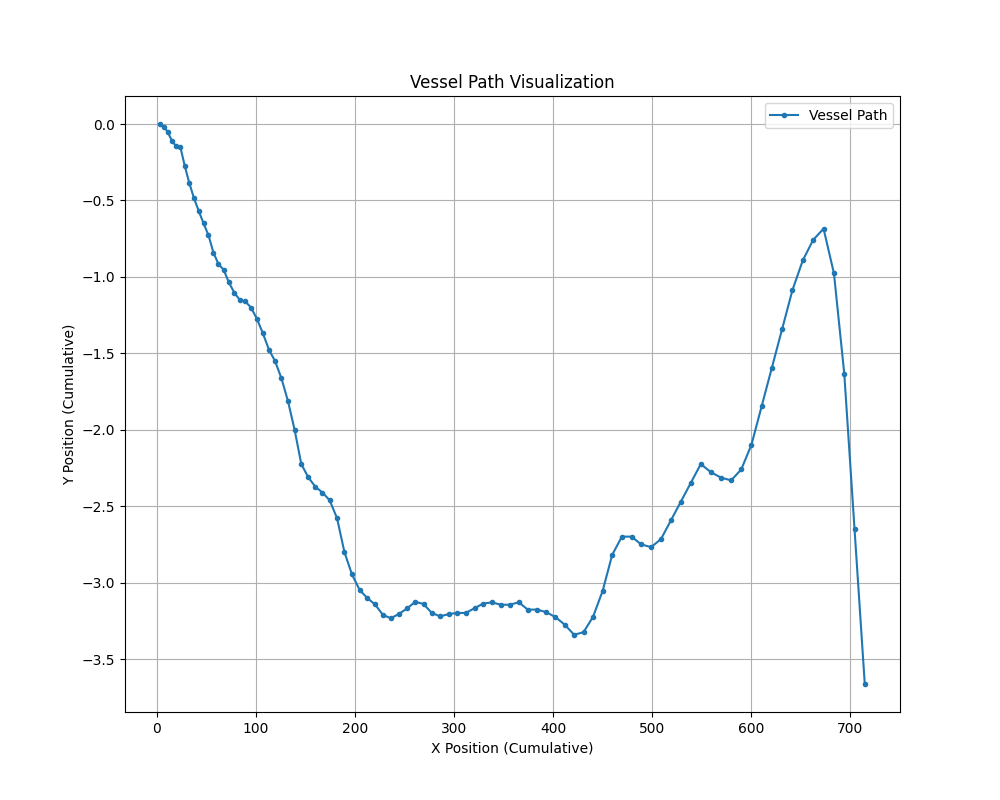 Vessel Path Visualization
Vessel Path
0.0
−0.5
−1.0
−1.5
−2.0
−2.5
−3.0
−3.5
Y Position (Cumulative)
0 100 200 300 400 500 600 700
X Position (Cumulative)